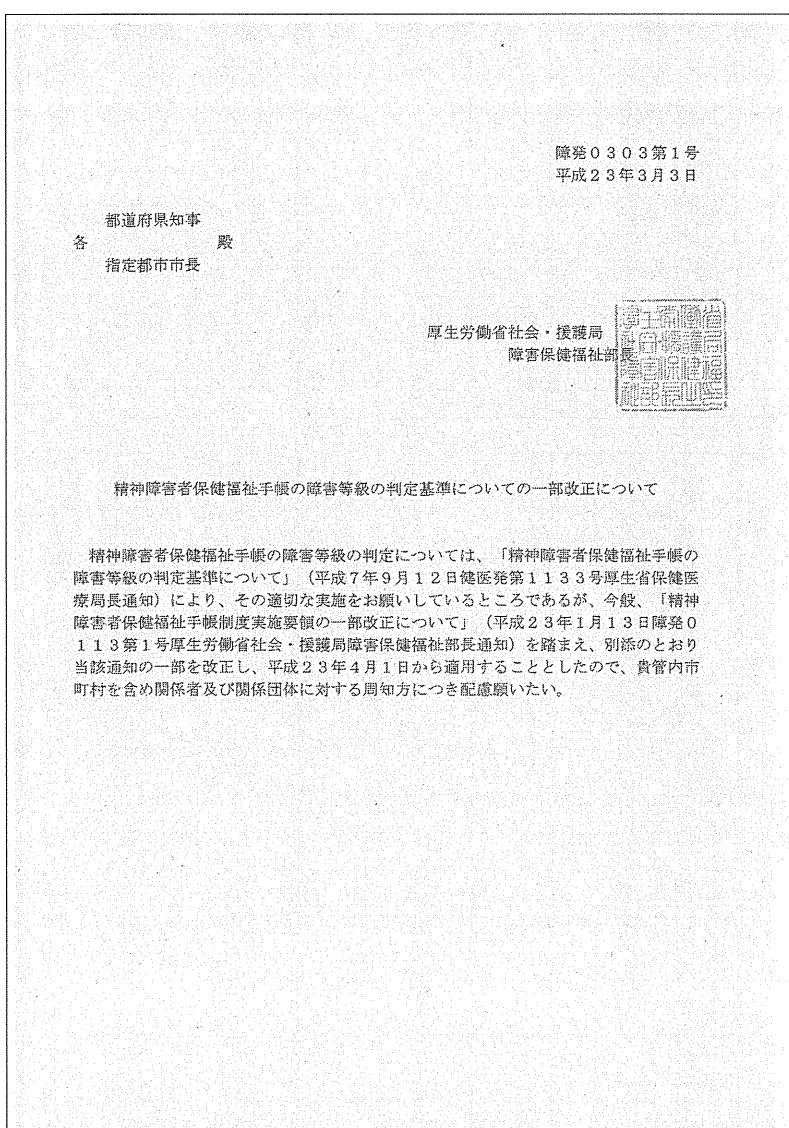 障発０３０３第１号
平成２３年３月３日
都道府県知事
各　　　　　　殿
指定都市市長
厚生労働省社会・援護局
障害保健福祉部長
精神障害者保健福祉手帳の障害等級の判定基準についての一部改正について
精神障害者保健福祉手帳の障害等級の判定については、「精神障害者保健福祉手帳の
障害等級の判定基準について」（平成７年９月１２日健医発第１１３３号厚生省保健医
療局長通知）により、その適切な実施をお願いしているところであるが、今般、「精神
障害者保健福祉手帳制度実施要領の一部改正について」（平成２３年１月１３日障発０
１１３第１号厚生労働省社会・援護局障害保健福祉部長通知）を踏まえ、別添のとおり
当該通知の一部を改正し、平成２３年４月１日から適用することとしたので、貴管内市
町村を含め関係者及び関係団体に対する周知方につき配慮願いたい。